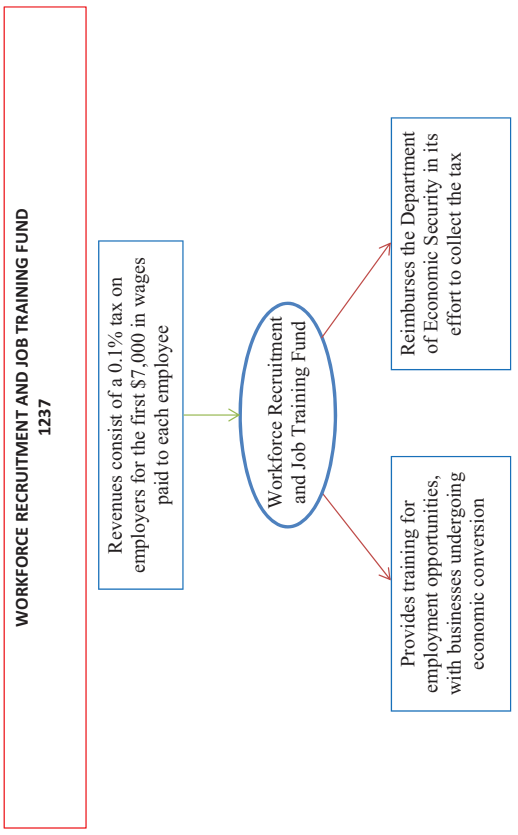 WORKFORCE RECRUITMENT AND JOB TRAINING FUND
1237
Revenues consist of a 0.1% tax on
employers for the first $7,000 in wages
paid to each employee
Workforce Recruitment
and Job Training Fund
Provides training for
employment opportunities,
with businesses undergoing
economic conversion
Reimburses the Department
of Economic Security in its
effort to collect the tax